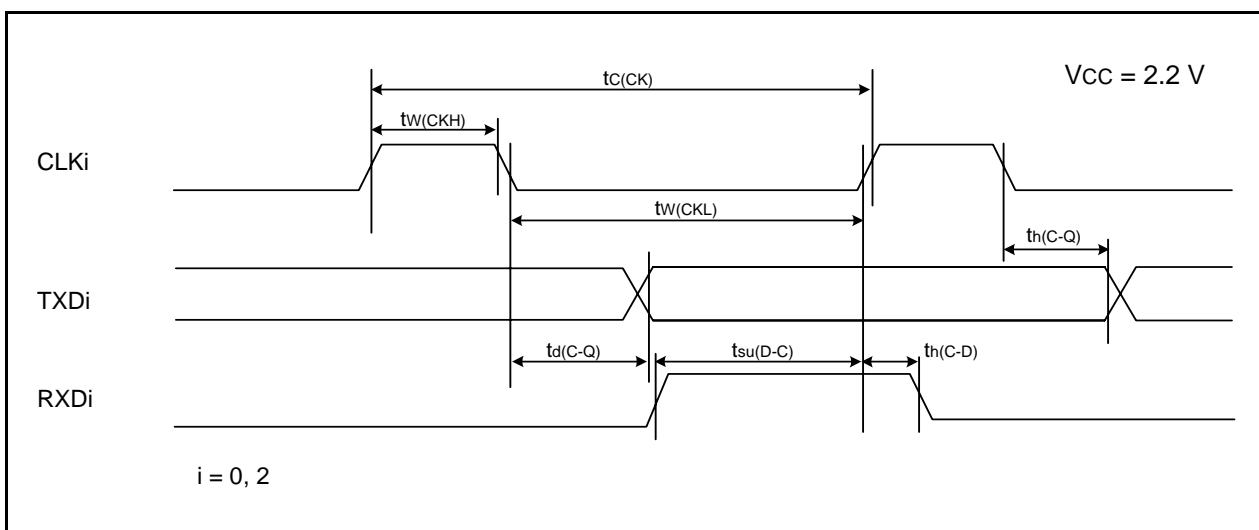 tC(CK)
VCC = 2.2 V
tW(CKH)
CLKi
tW(CKL)
th(C-Q)
TXDi
td(C-Q)
tsu(D-C)
th(C-D)
RXDi
i = 0, 2